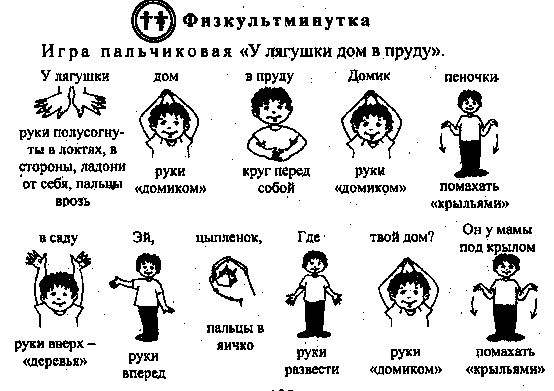 Физкультминутка
Игра пальчиковая «У лягушки дом в пруду».
У лягушки
дом
в пруду
Домик
пеночки
руки полусогну-
ты в локтях, в
стороны, ладони
от себя, пальцы
врозь
руки
«домиком»
круг перед
собой
руки
«домиком»
помахать
«крыльями»
в саду
Эй,
цыпленок,
Где
твой дом?
Он у мамы
под крылом
руки вверх –
«деревья»
руки
вперед
пальцы в
яичко
руки
развести
руки
«домиком»
помахать
«крыльями»